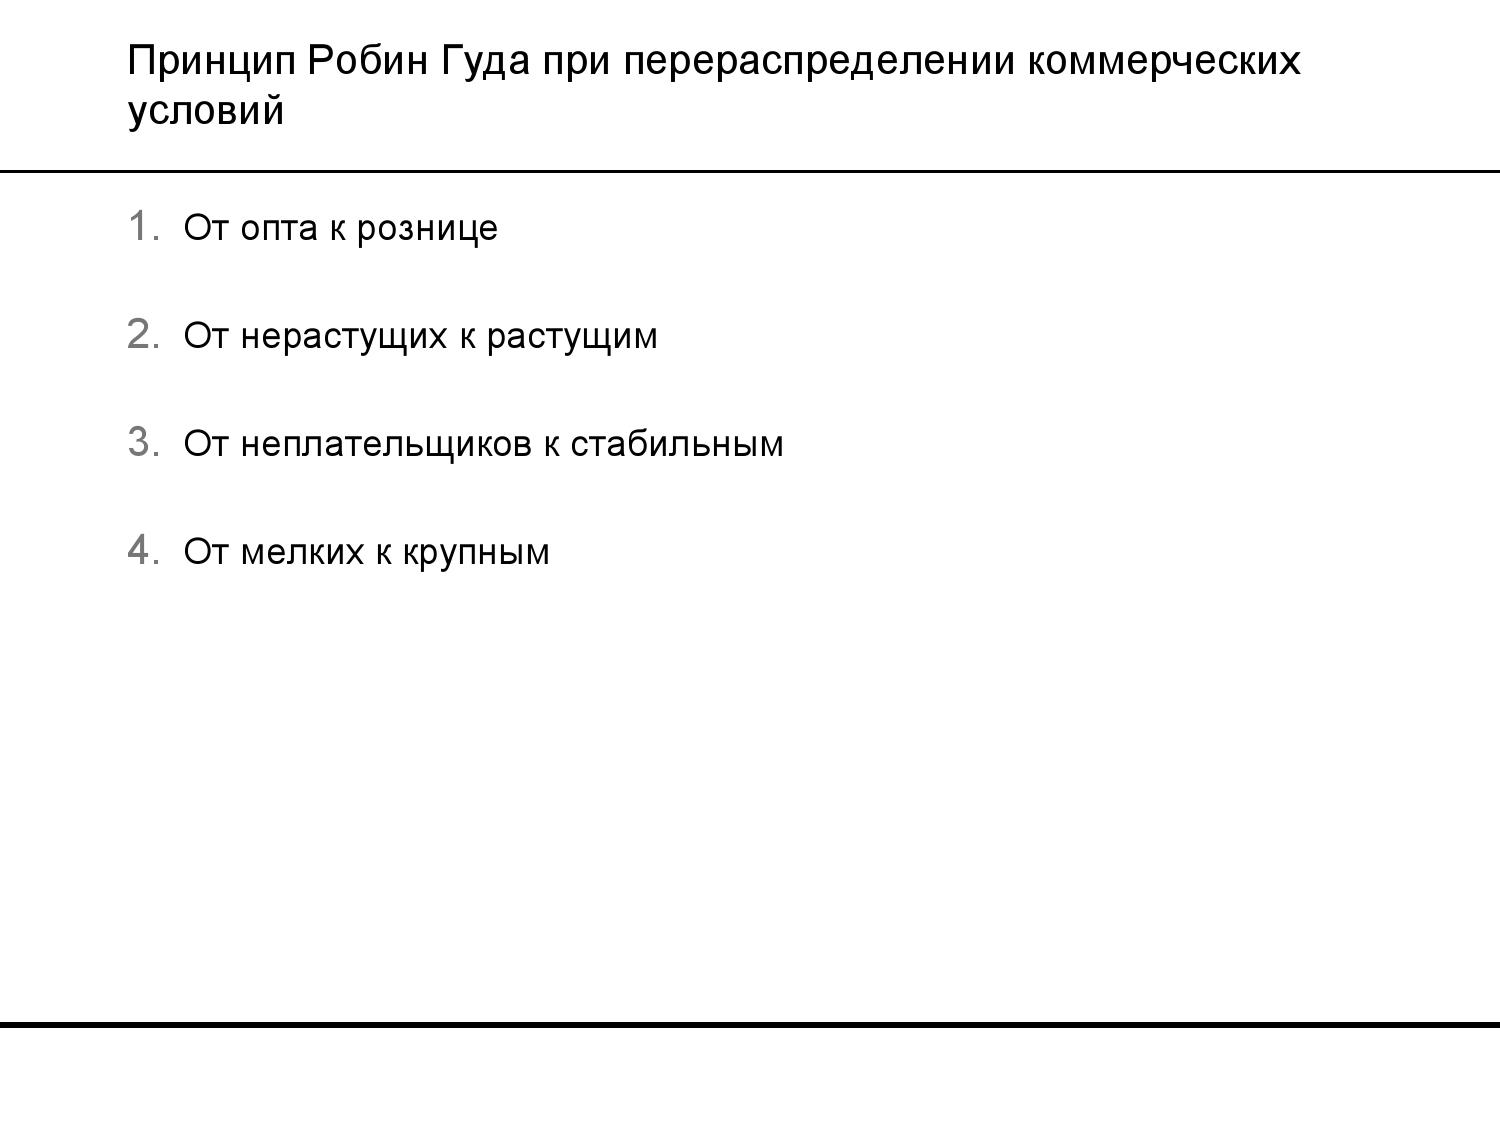 Принцип Робин Гуда при перераспределении коммерческих
условий
1. От опта к рознице
2. От нерастущих к растущим
3. От неплательщиков к стабильным
4. От мелких к крупным